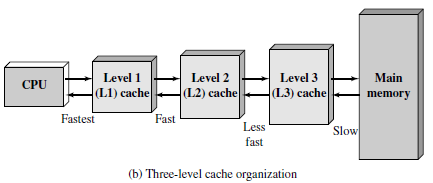 CPU
Level 1
(L1) cache
Level 2
(L2) cache
Level 3
(L3) cache
Main
memory
Fastest
Fast
Less
fast
Slow
(b) Three-level cache organization